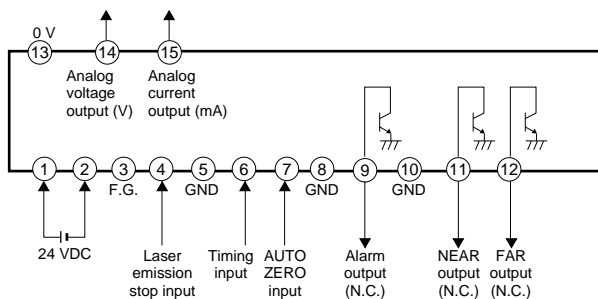 0 V
13 14 15
Analog
voltage
output (V)
Analog
current
output (mA)
1 2 3 4 5 6 7 8 9 10 11 12
F.G.
GND
GND
GND
24 VDC
Laser
emission
stop input
Timing
input
AUTO
ZERO
input
Alarm
output
(N.C.)
NEAR
output
(N.C.)
FAR
output
(N.C.)